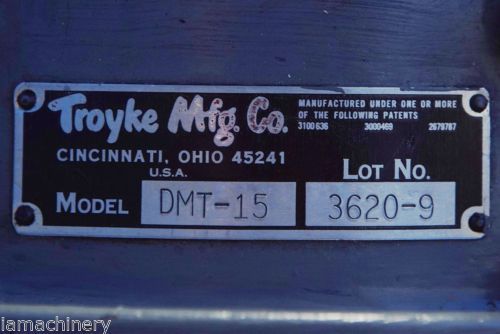 Troyke Mfg. Co.
MANUFACTURED UNDER ONE OR MORE
OF THE FOLLOWING PATENTS
3100636 3000469 2679787
CINCINNATI, OHIO 45241
U.S.A.
LOT NO.
MODEL DMT-15 3620-9
iamachinery